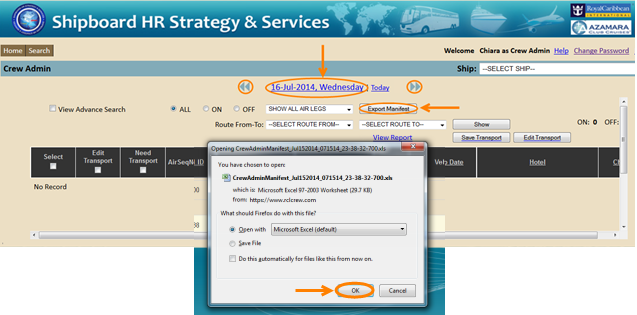 Shipboard HR Strategy & Services
RoyalCaribbean
INTERNATIONAL
AZAMARA
CLUB CRUISES
Home Search
Welcome Chiara as Crew Admin Help Change Password
Crew Admin
Ship: --SELECT SHIP--
16-Jul-2014, Wednesday Today
View Advance Search ALL ON OFF SHOW ALL AIR LEGS Export Manifest
Route From-To: --SELECT ROUTE FROM-- --SELECT ROUTE TO-- Show ON: 0 OFF:
View Report Save Transport Edit Transport
Select Edit Transport Need Transport AirSeqN_ID Date Hotel
No Record
Opening CrewAdminManifest_Jul152014_071514_23-38-32-700.xls
You have chosen to open:
CrewAdminManifest_Jul152014_071514_23-38-32-700.xls
which is: Microsoft Excel 97-2003 Worksheet (29.7 KB)
from: https://www.rclcrew.com
What should Firefox do with this file?
Open with Microsoft Excel (default)
Save File
Do this automatically for files like this from now on.
OK Cancel